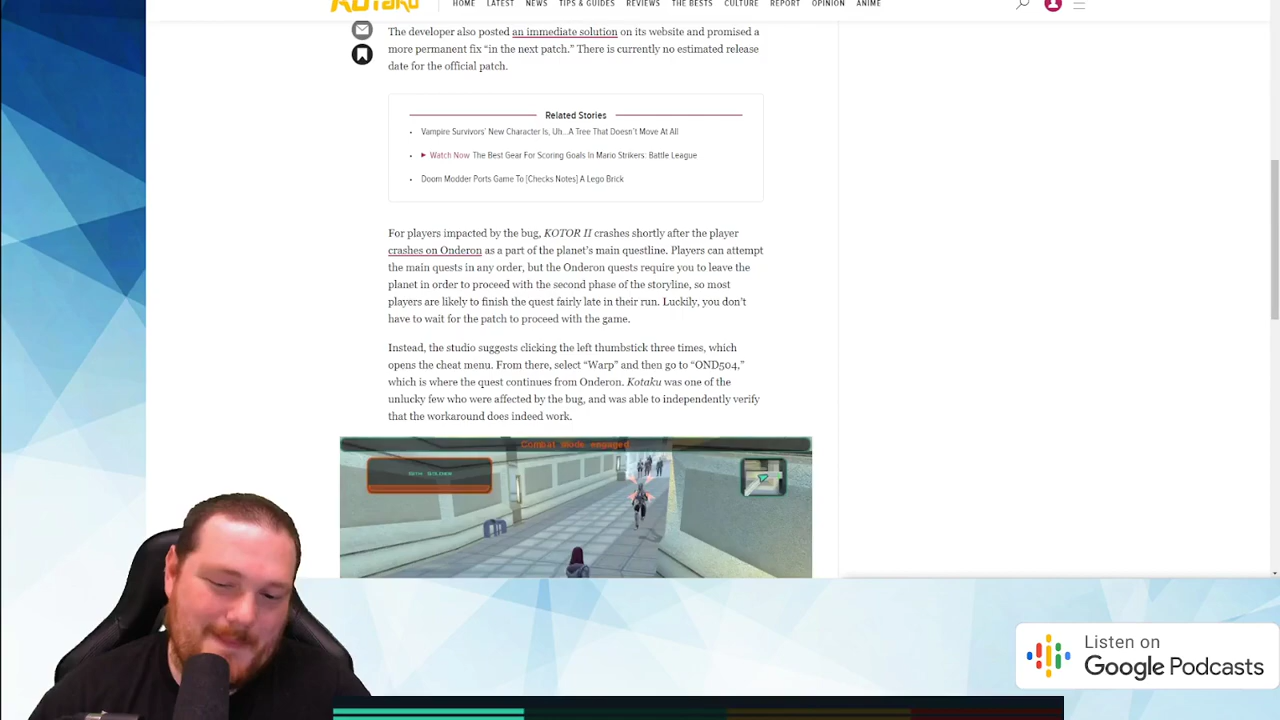 KOTAKU
HOME LATEST NEWS TIPS & GUIDES REVIEWS THE BESTS CULTURE REPORT OPINION ANIME
The developer also posted an immediate solution on its website and promised a
more permanent fix “in the next patch.” There is currently no estimated release
date for the official patch.
Related Stories
• Vampire Survivors’ New Character Is, Uh...A Tree That Doesn’t Move At All
• Watch Now The Best Gear For Scoring Goals In Mario Strikers: Battle League
• Doom Modder Ports Game To [Checks Notes] A Lego Brick
For players impacted by the bug, KOTOR II crashes shortly after the player
crashes on Onderon as a part of the planet’s main questline. Players can attempt
the main quests in any order, but the Onderon quests require you to leave the
planet in order to proceed with the second phase of the storyline, so most
players are likely to finish the quest fairly late in their run. Luckily, you don’t
have to wait for the patch to proceed with the game.
Instead, the studio suggests clicking the left thumbstick three times, which
opens the cheat menu. From there, select “Warp” and then go to “OND504,”
which is where the quest continues from Onderon. Kotaku was one of the
unlucky few who were affected by the bug, and was able to independently verify
that the workaround does indeed work.
Combat Mode engaged.
Listen on
Google Podcasts